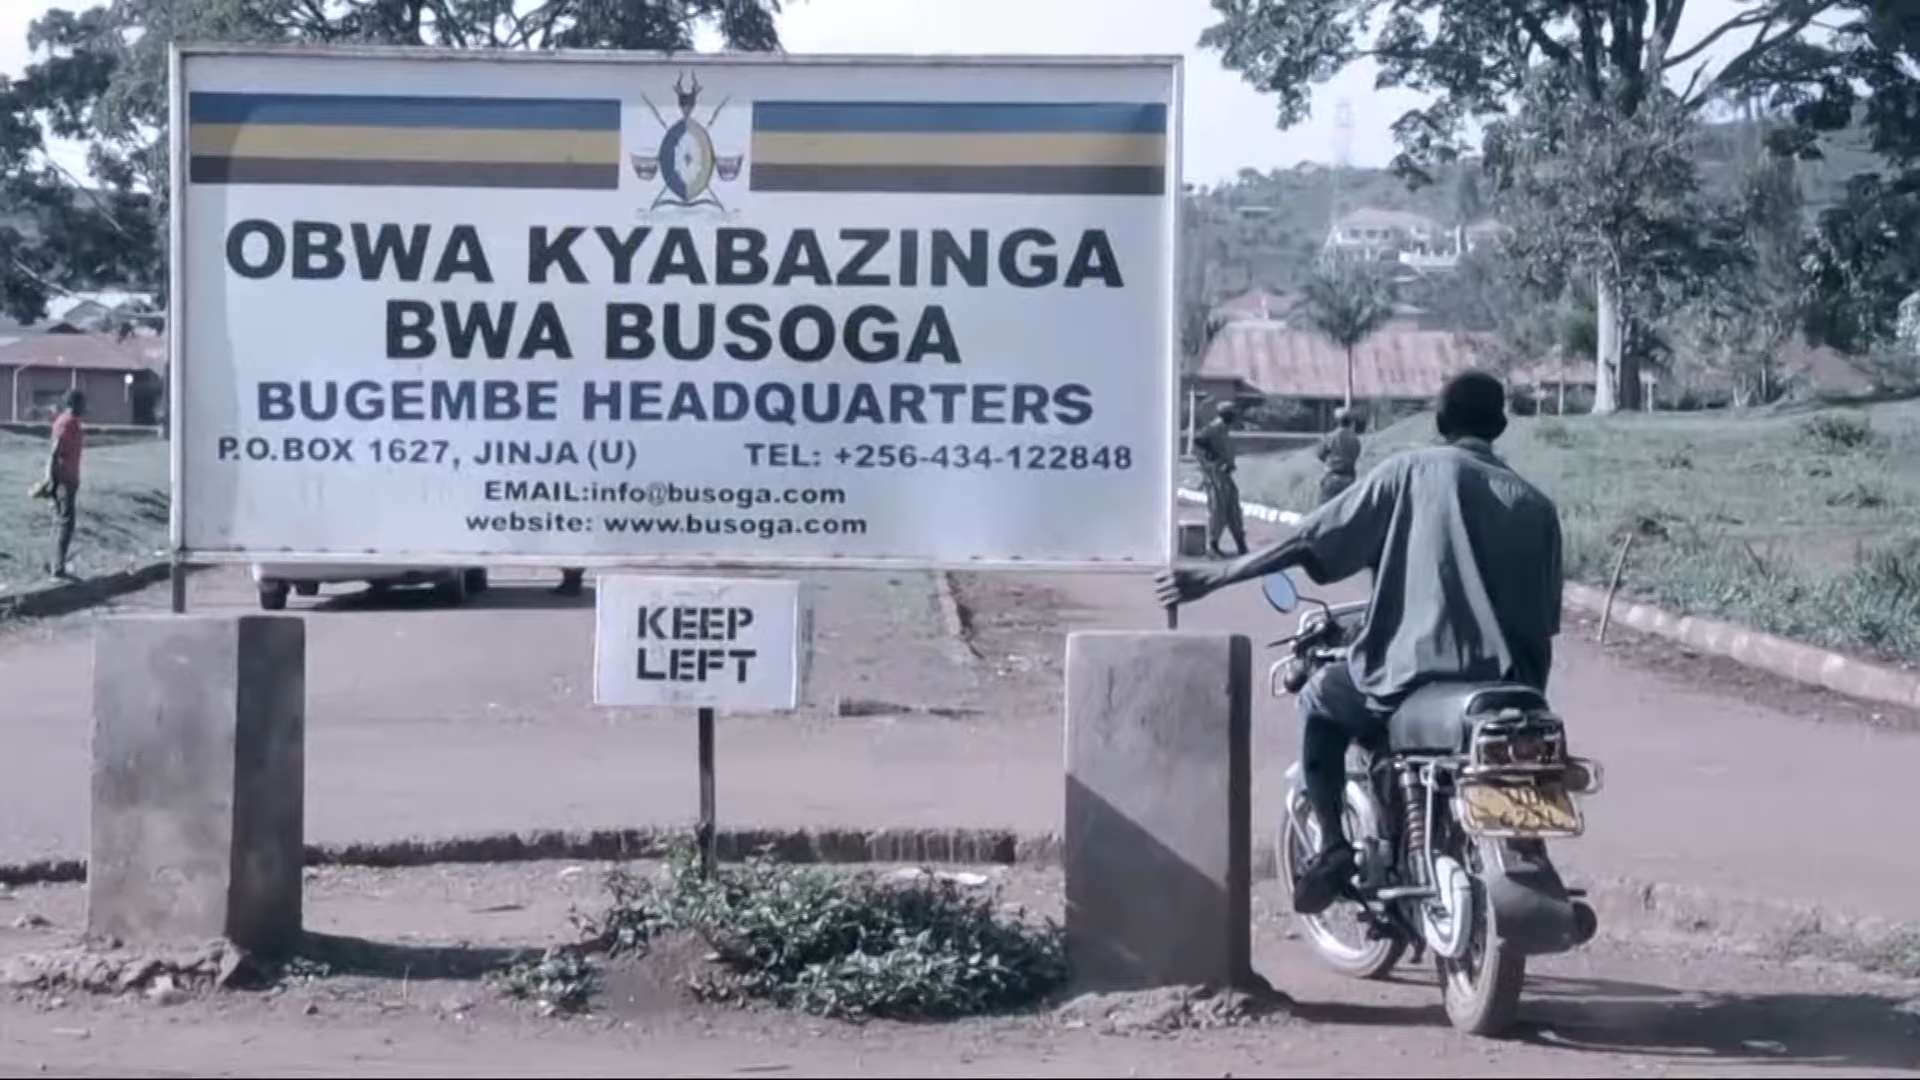 OBWA KYABAZINGA
BWA BUSOGA
BUGEMBE HEADQUARTERS
P.O.BOX 1627, JINJA (U) TEL: +256-434-122848
EMAIL:info@busoga.com
website: www.busoga.com
KEEP
LEFT